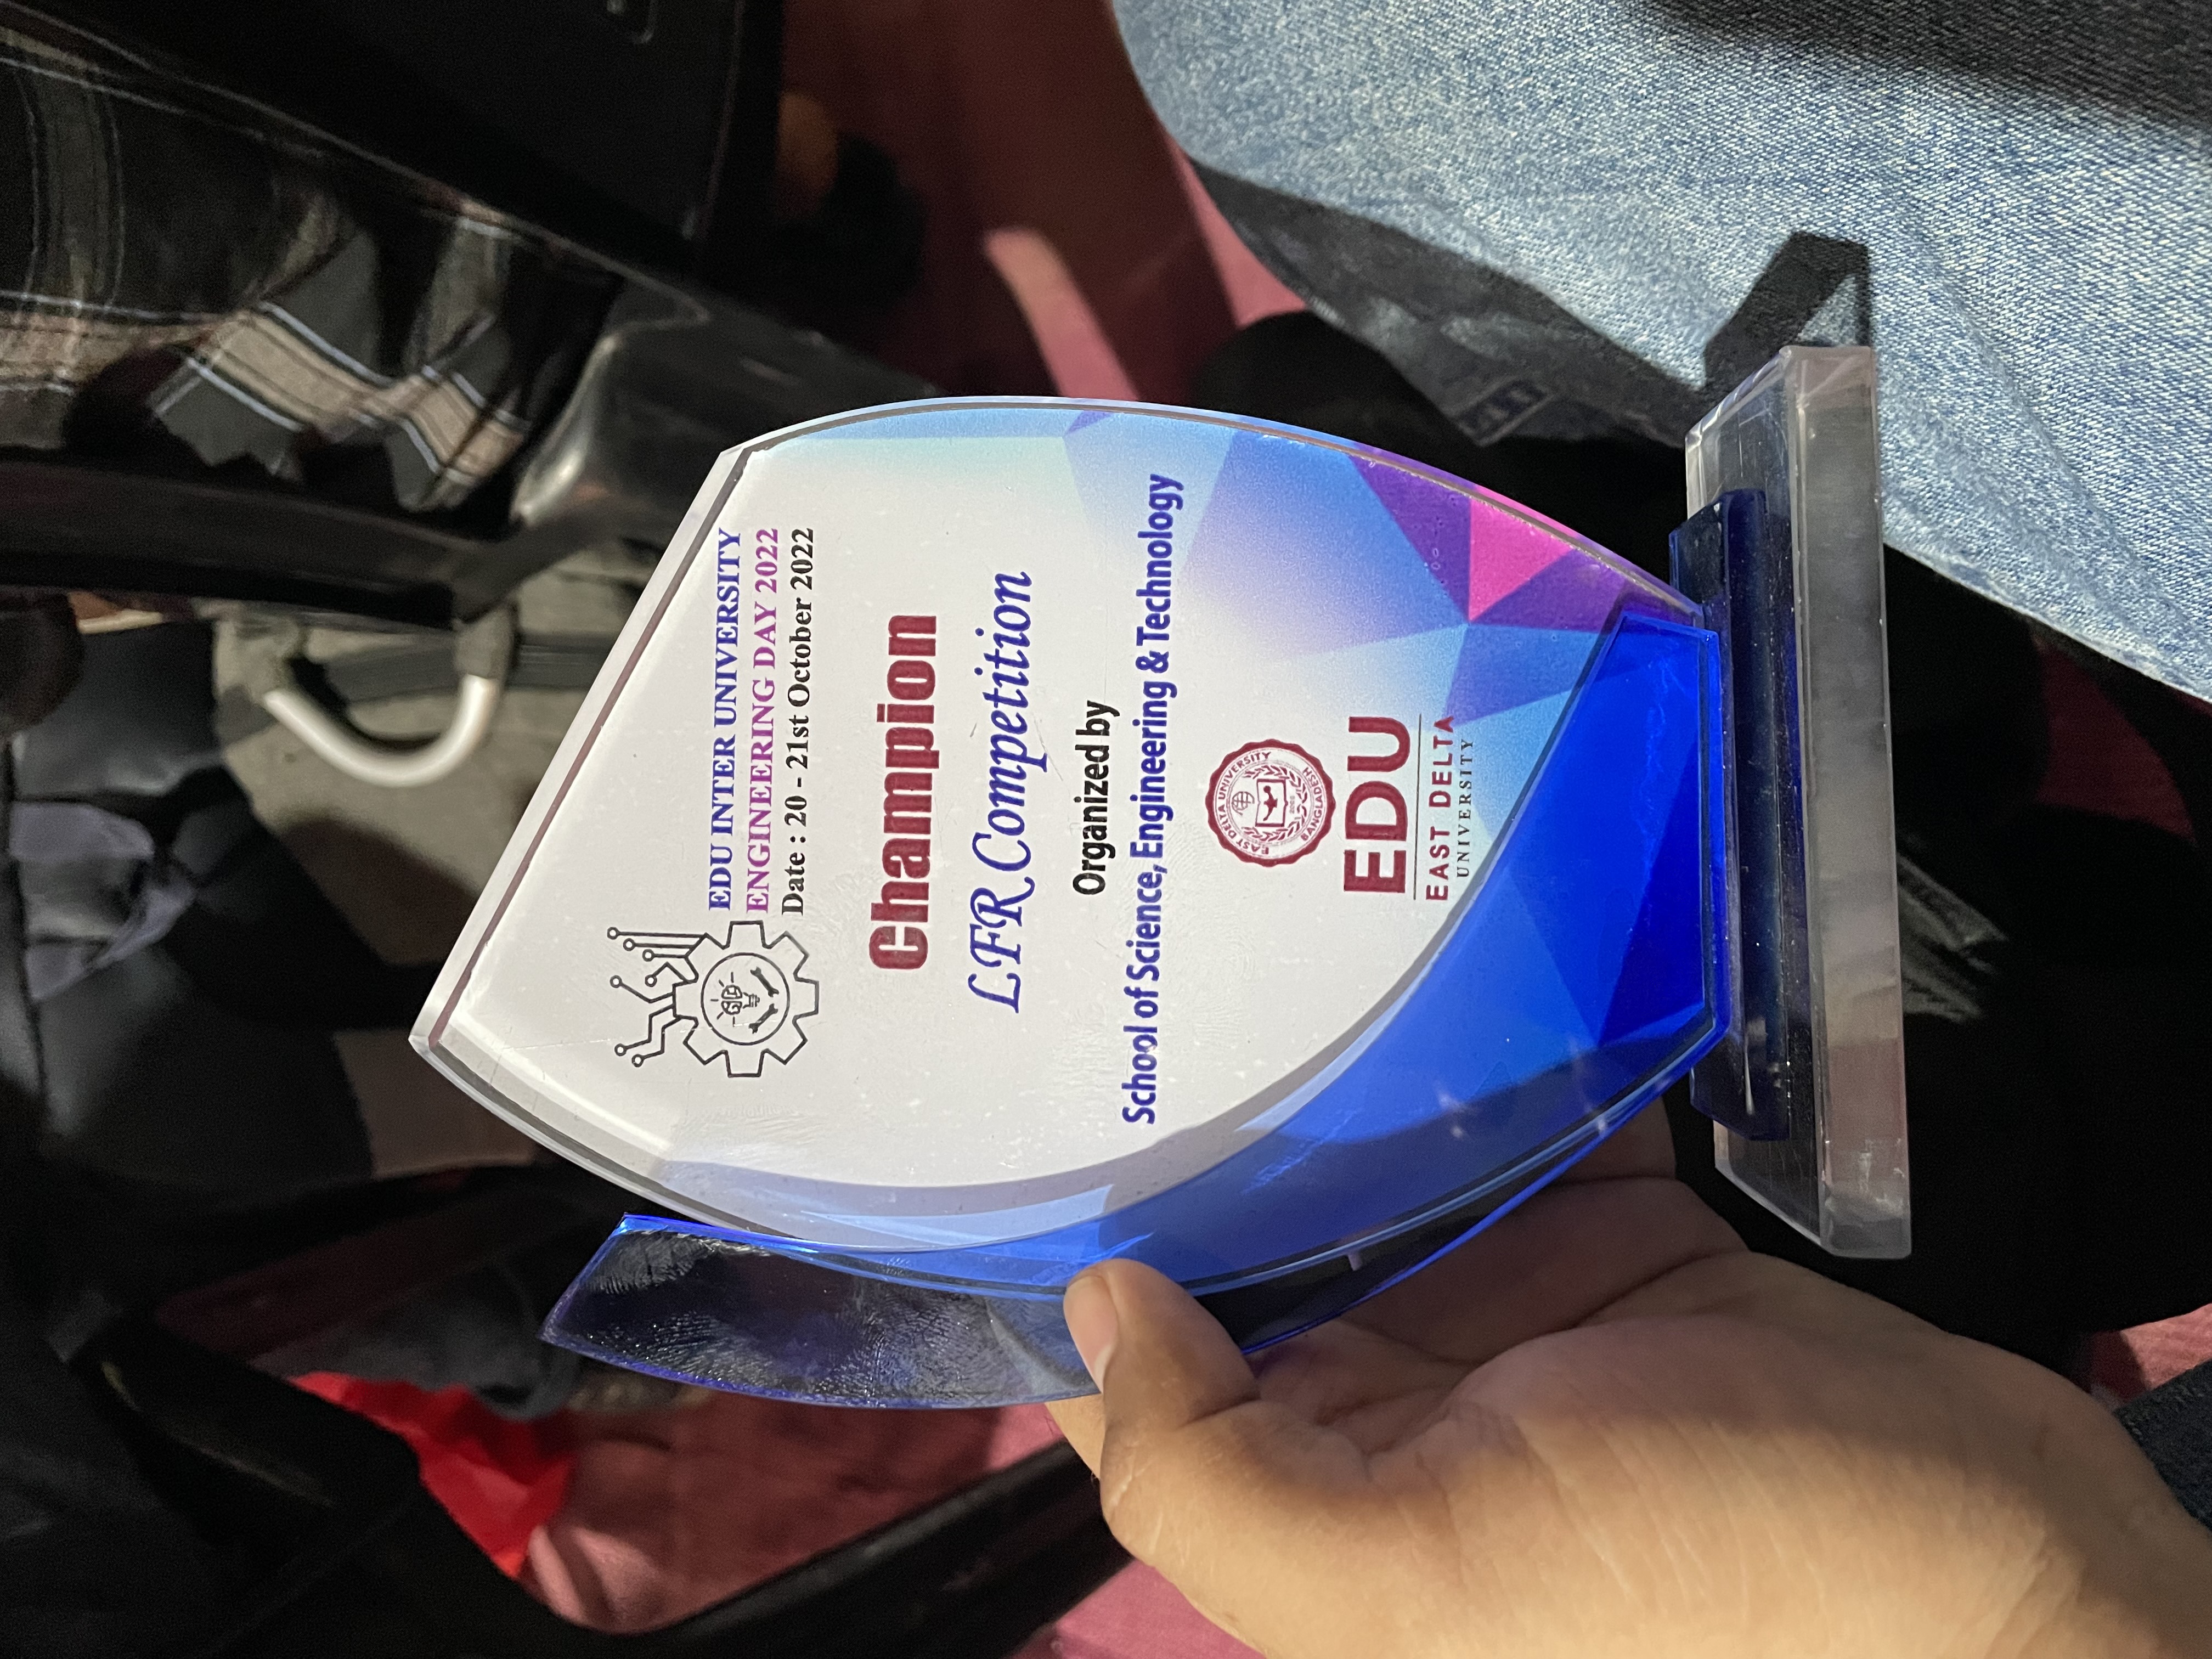 EDU INTER UNIVERSITY
ENGINEERING DAY 2022
Date : 20 - 21st October 2022
Champion
LFR Competition
Organized by
School of Science, Engineering & Technology
EAST DELTA UNIVERSITY
BANGLADESH
EDU
EAST DELTA
UNIVERSITY